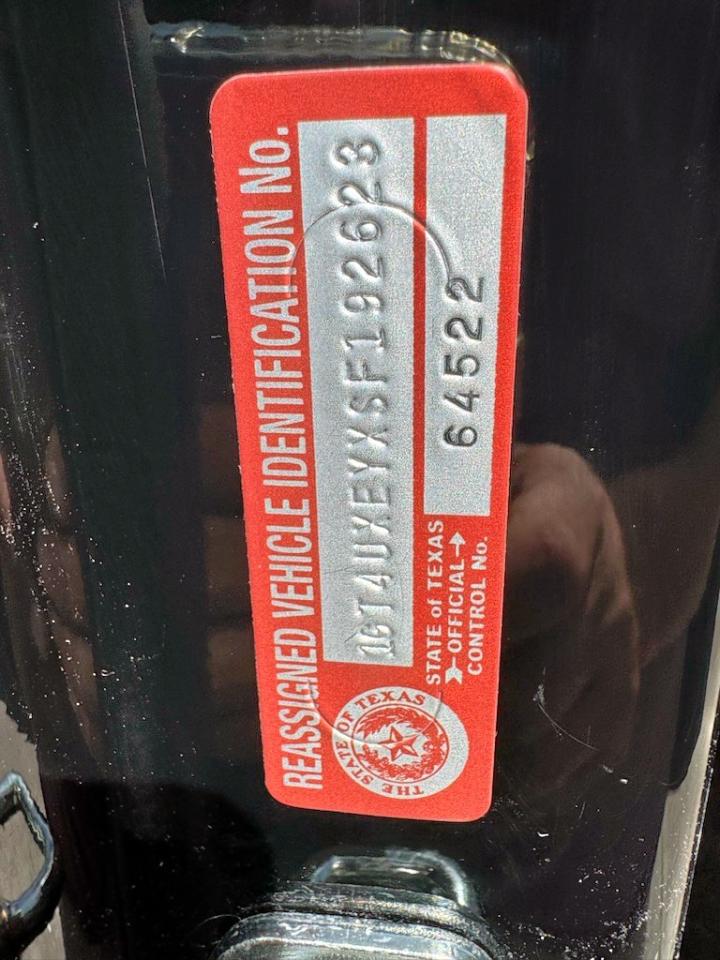 REASSIGNED VEHICLE IDENTIFICATION No.
1GT4UXEYXSF192623
64522
STATE of TEXAS
OFFICIAL
CONTROL No.
THE STATE OF TEXAS